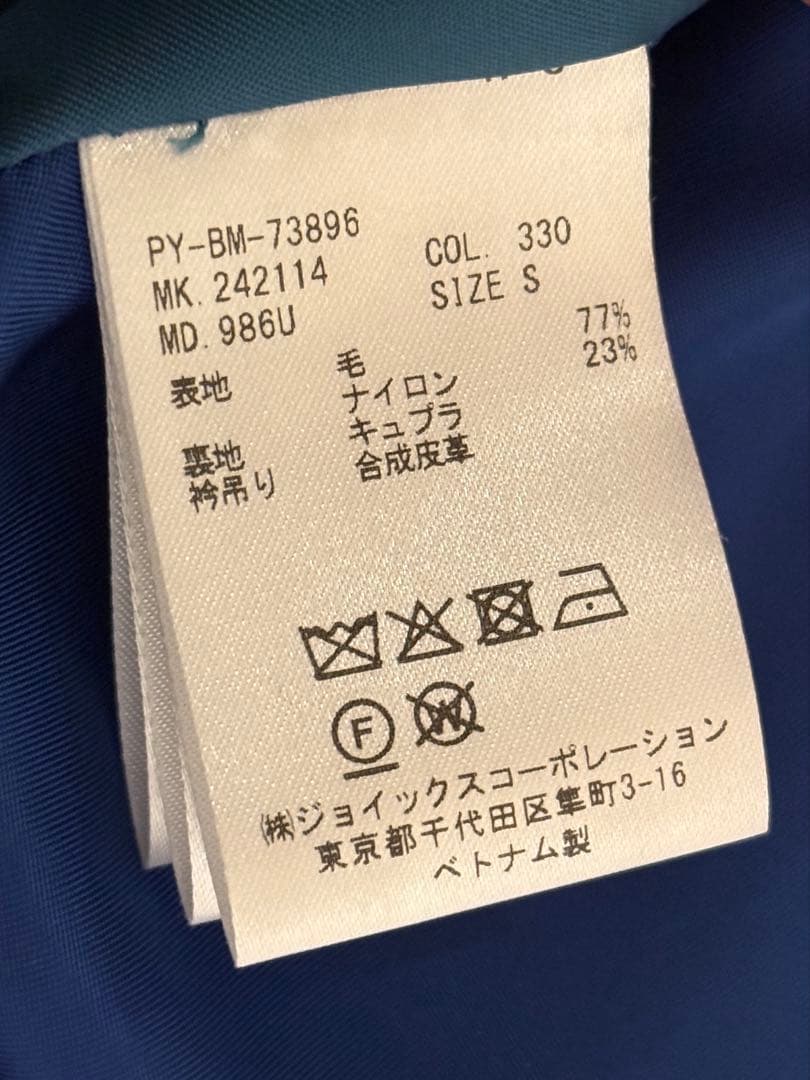 PY-BM-73896 COL. 330
MK. 242114 SIZE S
MD. 986U
表地 毛 77%
ナイロン 23%
裏地 キュプラ
衿吊り 合成皮革
F W
㈱ジョイックスコーポレーション
東京都千代田区隼町3-16
ベトナム製